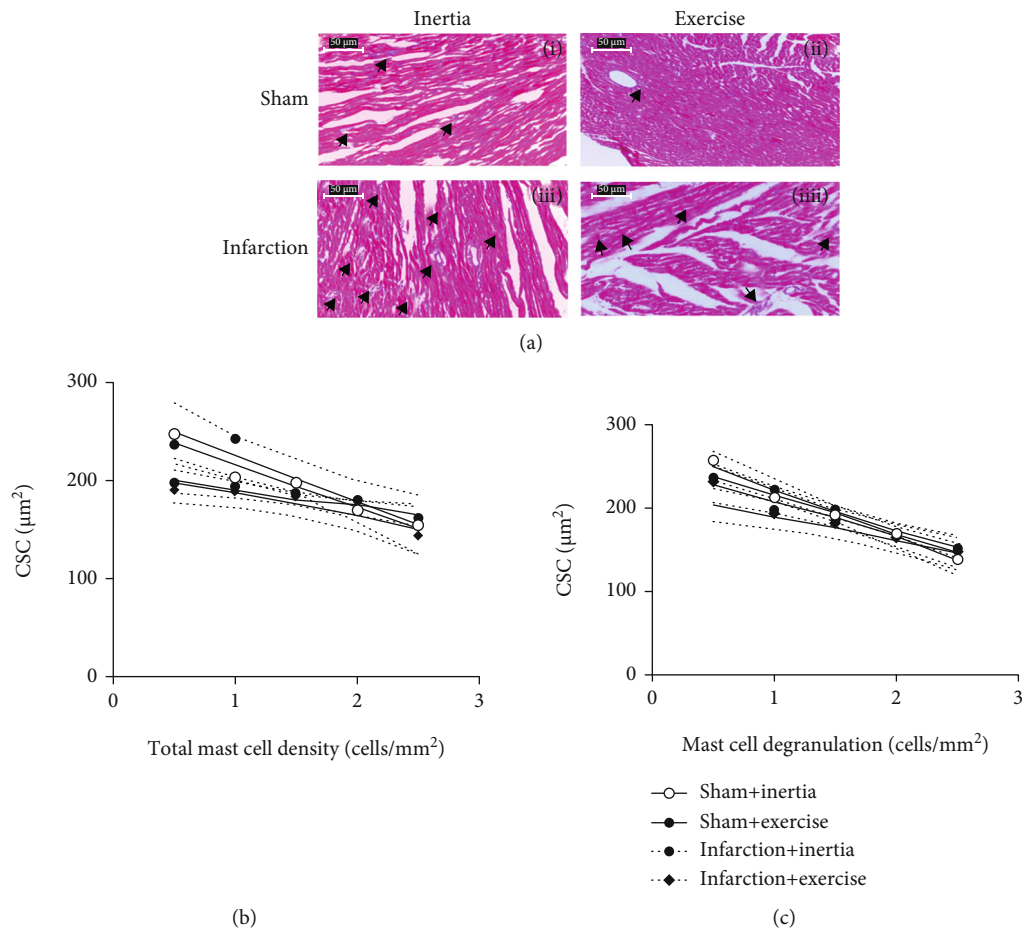 Inertia
Exercise
Sham
50 µm
(i)
50 µm
(ii)
Infarction
50 µm
(iii)
50 µm
(iiii)
(a)
300
200
100
0
CSC (µm²)
0 1 2 3
Total mast cell density (cells/mm²)
(b)
300
200
100
0
CSC (µm²)
0 1 2 3
Mast cell degranulation (cells/mm²)
Sham+inertia
Sham+exercise
Infarction+inertia
Infarction+exercise
(c)